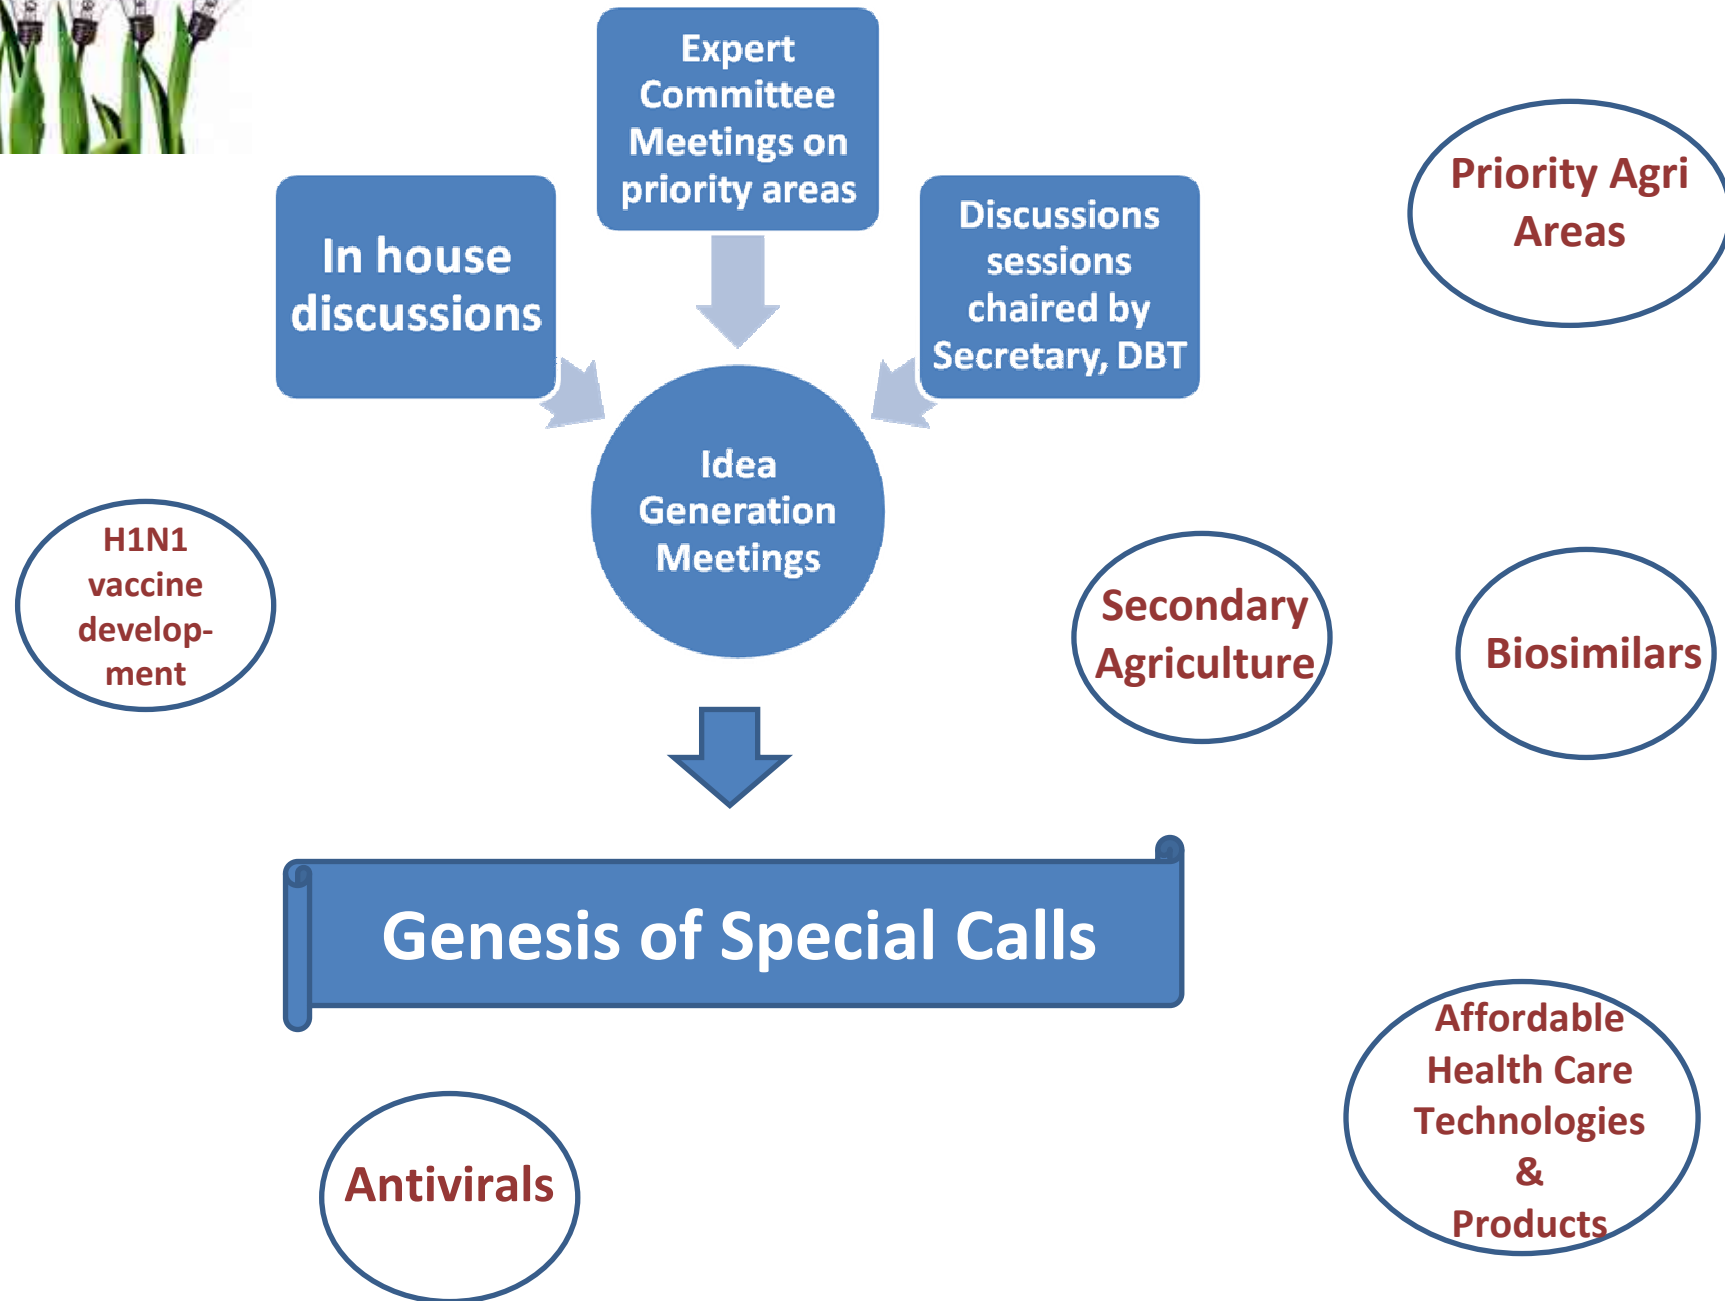 Expert
Committee
Meetings on
priority areas
In house
discussions
Discussions
sessions
chaired by
Secretary, DBT
Priority Agri
Areas
Idea
Generation
Meetings
H1N1
vaccine
develop-
ment
Secondary
Agriculture
Biosimilars
Genesis of Special Calls
Affordable
Health Care
Technologies
&
Products
Antivirals